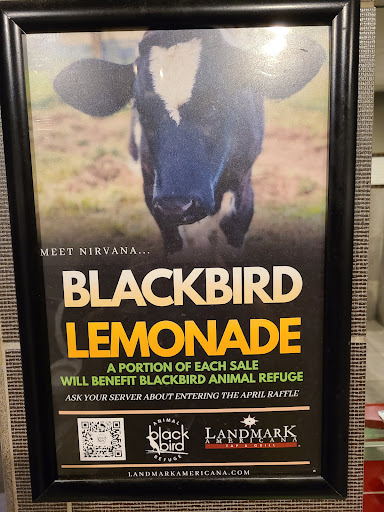 MEET NIRVANA...
BLACKBIRD
LEMONADE
A PORTION OF EACH SALE
WILL BENEFIT BLACKBIRD ANIMAL REFUGE
ASK YOUR SERVER ABOUT ENTERING THE APRIL RAFFLE
ANIMAL
black
bird
REFUGE
LANDMARK
AMERICANA
TAP & GRILL
LANDMARKAMERICANA.COM